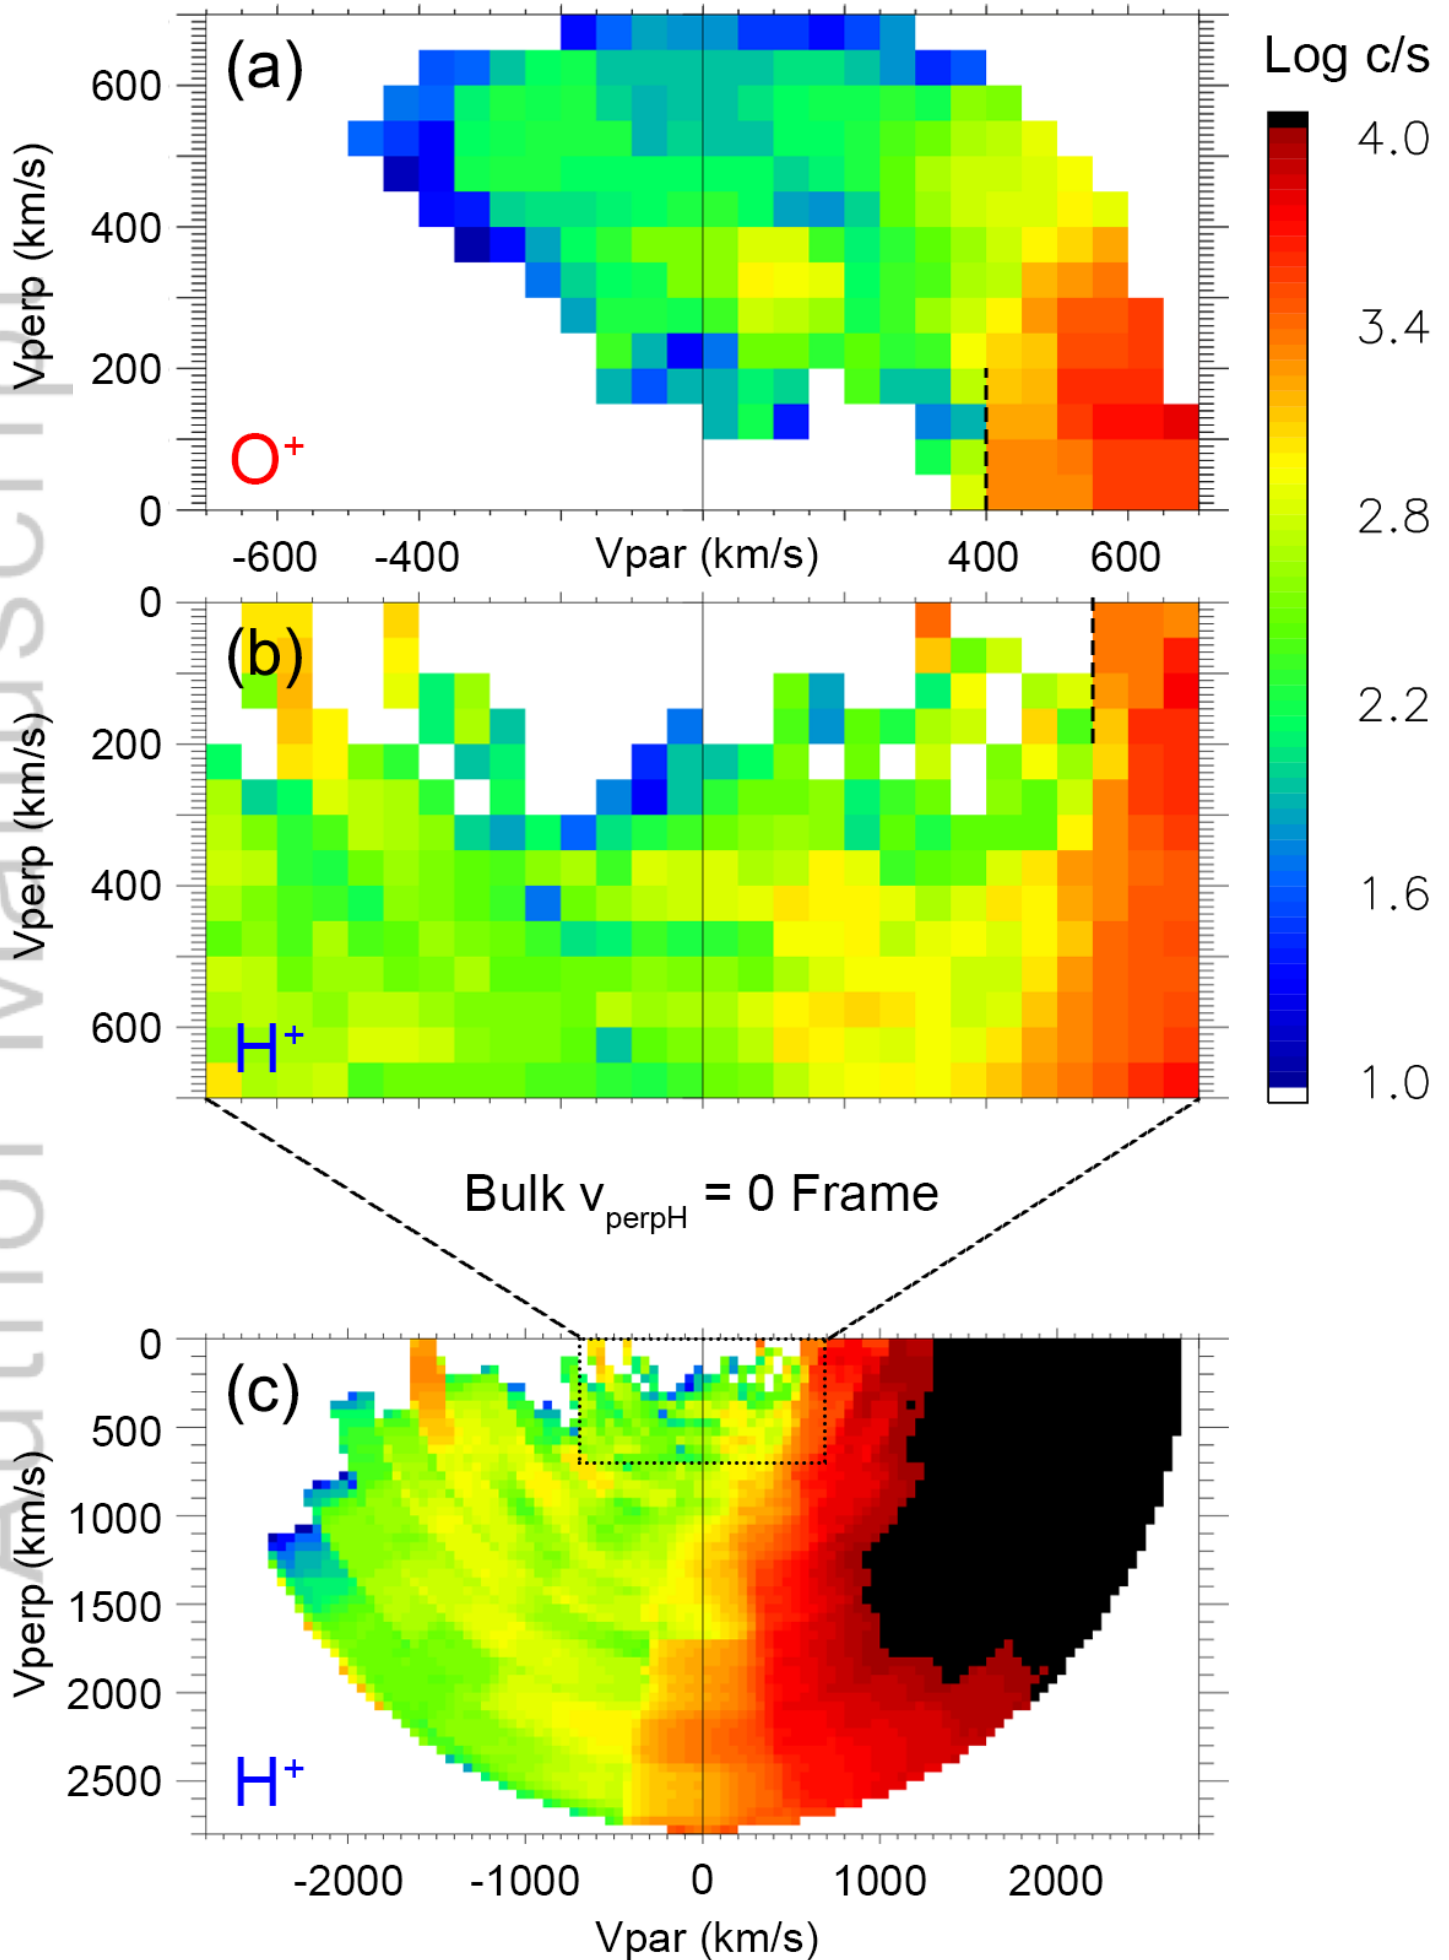 Log c/s
(a)
600
400
200
0
Vperp (km/s)
O+
-600 -400 Vpar (km/s) 400 600
4.0
3.4
2.8
2.2
1.6
1.0
(b)
0
200
400
600
Vperp (km/s)
H+
Bulk vperpH = 0 Frame
(c)
0
500
1000
1500
2000
2500
Vperp (km/s)
H+
-2000 -1000 0 1000 2000
Vpar (km/s)
Author Manuscript